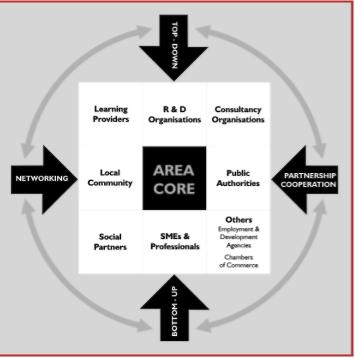 TOP - DOWN
Learning
Providers
R & D
Organisations
Consultancy
Organisations
NETWORKING
Local
Community
AREA
CORE
Public
Authorities
PARTNERSHIP
COOPERATION
Social
Partners
SMEs &
Professionals
Others
Employment &
Development
Agencies
Chambers
of Commerce
BOTTOM - UP